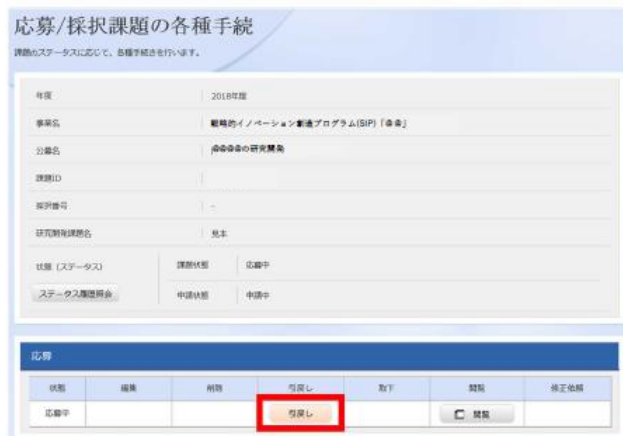 応募/採択課題の各種手続
課題のステータスに応じて、各種手続きを行います。
年度 2018年度
事業名 戦略的イノベーション創造プログラム(SIP)「@@」
公募名 @@@@の研究開発
課題ID
採択番号 -
研究開発課題名 見本
状態(ステータス) 課題状態 応募中
ステータス履歴照会 申請状態 申請中
応募
状態 編集 削除 引戻し 取下 閲覧 修正依頼
応募中 引戻し 閲覧